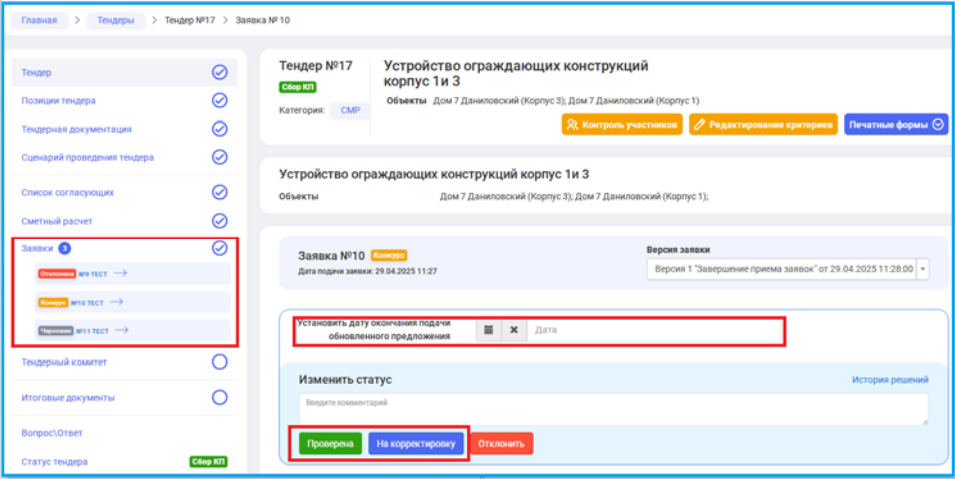 Главная > Тендеры > Тендер №17 > Заявка № 10
Тендер
Позиции тендера
Тендерная документация
Сценарий проведения тендера
Список согласующих
Сметный расчет
Заявки 3
Отклонена №9 ТЕСТ
Конкурс №10 ТЕСТ
Черновик №11 ТЕСТ
Тендерный комитет
Итоговые документы
Вопрос\Ответ
Статус тендера Сбор КП
Тендер №17
Сбор КП
Категория: СМР
Устройство ограждающих конструкций
корпус 1и 3
Объекты Дом 7 Даниловский (Корпус 3); Дом 7 Даниловский (Корпус 1)
Контроль участников Редактирование критериев Печатные формы
Устройство ограждающих конструкций корпус 1и 3
Объекты Дом 7 Даниловский (Корпус 3); Дом 7 Даниловский (Корпус 1);
Заявка №10 Конкурс
Дата подачи заявки: 29.04.2025 11:27
Версия заявки
Версия 1 "Завершение приема заявок" от 29.04.2025 11:28:00
Установить дату окончания подачи
обновленного предложения
Дата
Изменить статус История решений
Введите комментарий
Проверена На корректировку Отклонить